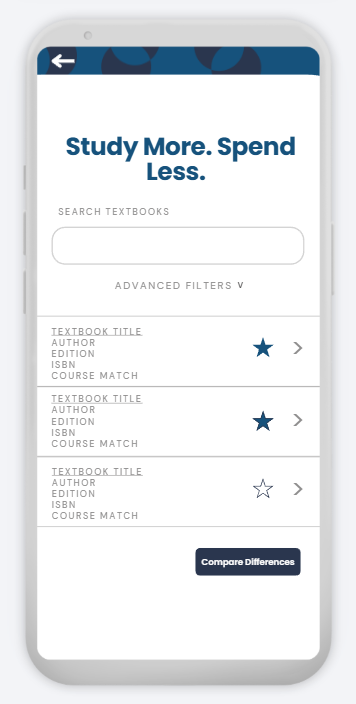 Study More. Spend
Less.
SEARCH TEXTBOOKS
ADVANCED FILTERS ∨
TEXTBOOK TITLE
AUTHOR
EDITION
ISBN
COURSE MATCH
TEXTBOOK TITLE
AUTHOR
EDITION
ISBN
COURSE MATCH
TEXTBOOK TITLE
AUTHOR
EDITION
ISBN
COURSE MATCH
Compare Differences